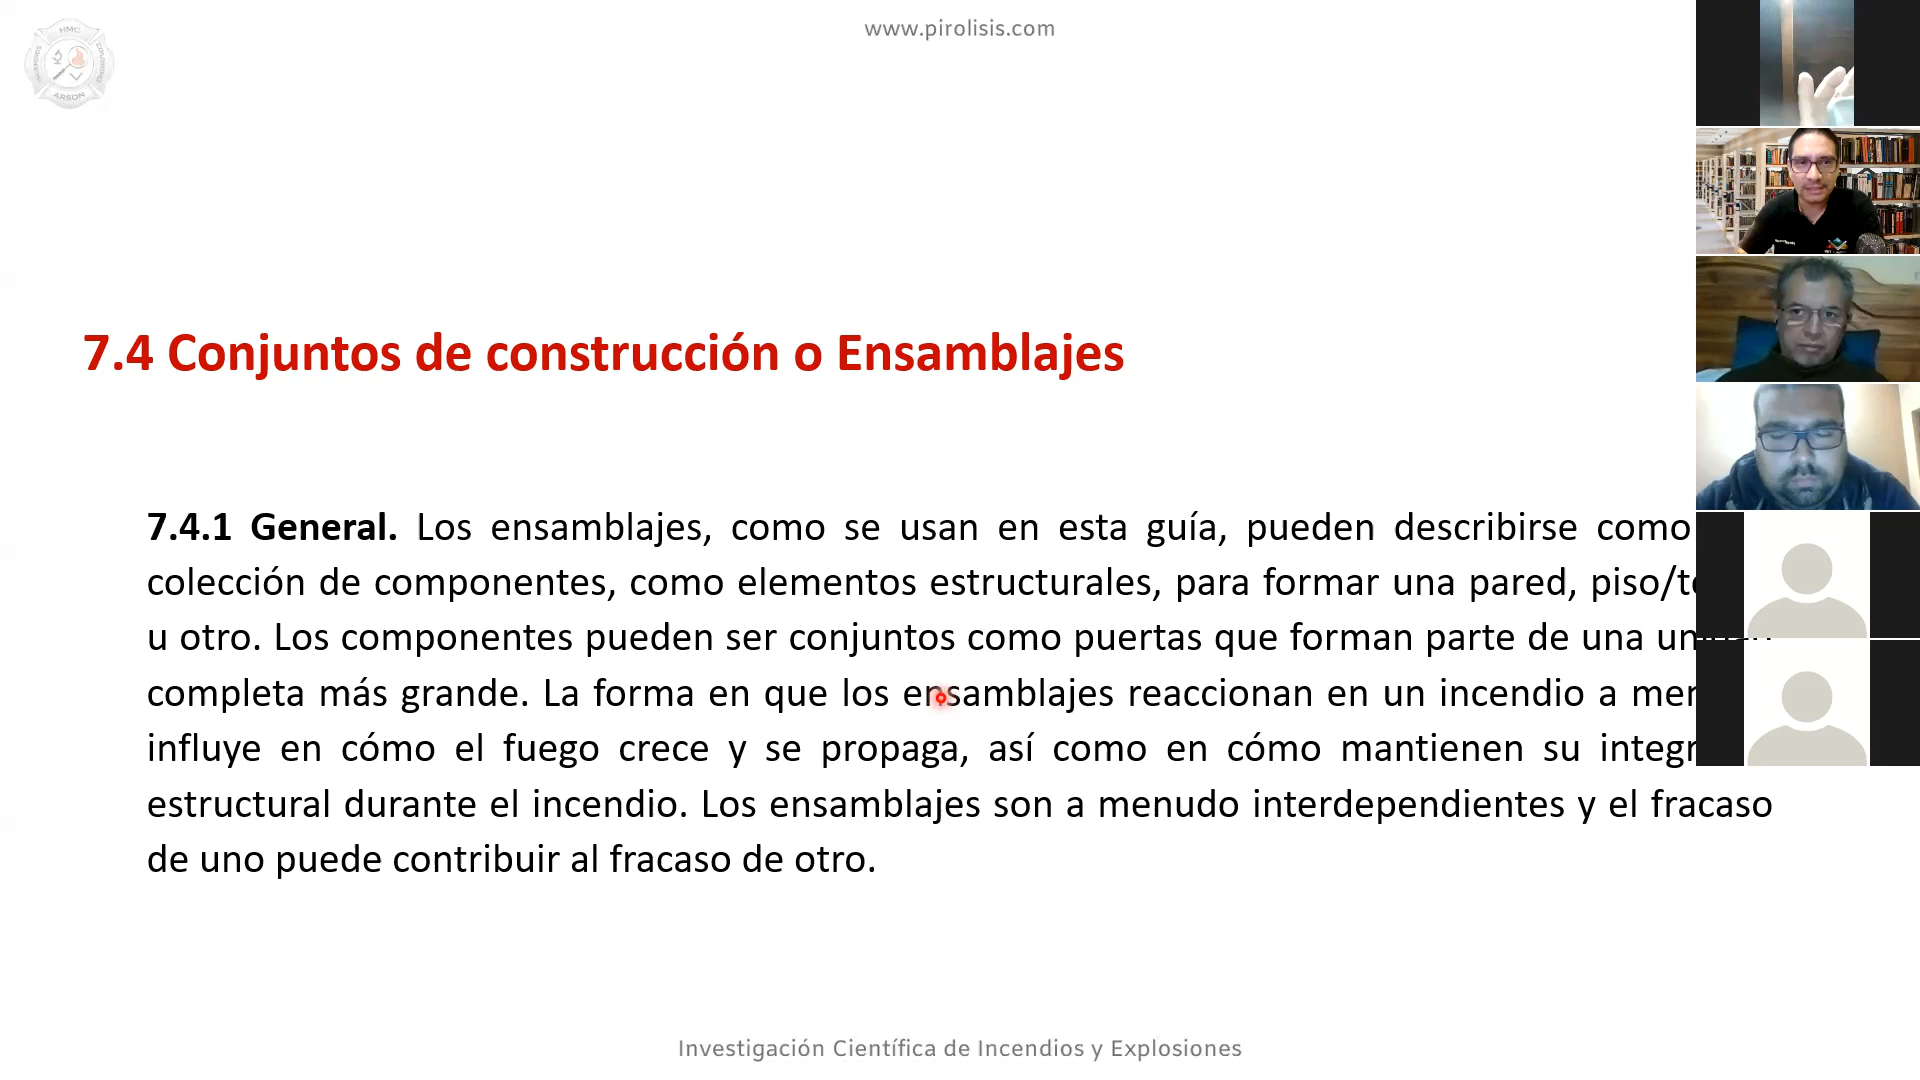 www.pirolisis.com
HMC
ARSON
7.4 Conjuntos de construcción o Ensamblajes
7.4.1 General. Los ensamblajes, como se usan en esta guía, pueden describirse como
colección de componentes, como elementos estructurales, para formar una pared, piso/
u otro. Los componentes pueden ser conjuntos como puertas que forman parte de una
completa más grande. La forma en que los ensamblajes reaccionan en un incendio a
influye en cómo el fuego crece y se propaga, así como en cómo mantienen su
estructural durante el incendio. Los ensamblajes son a menudo interdependientes y el fracaso
de uno puede contribuir al fracaso de otro.
Investigación Científica de Incendios y Explosiones